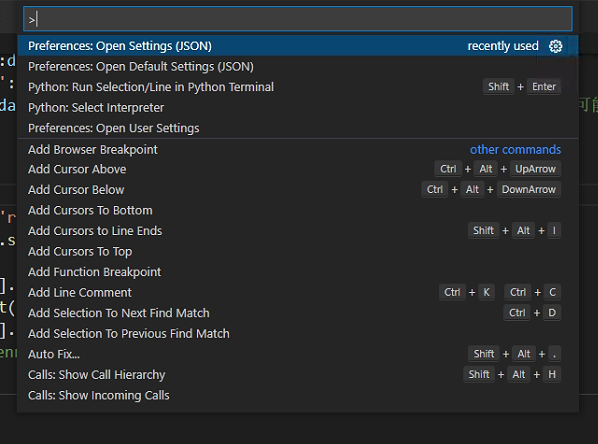 >
Preferences: Open Settings (JSON) recently used
:d
Preferences: Open Default Settings (JSON)
':
Python: Run Selection/Line in Python Terminal Shift + Enter
da
Python: Select Interpreter
可能
Preferences: Open User Settings
Add Browser Breakpoint other commands
Add Cursor Above Ctrl + Alt + UpArrow
Add Cursor Below Ctrl + Alt + DownArrow
Add Cursors To Bottom
'r
Add Cursors to Line Ends Shift + Alt + I
.s
Add Cursors To Top
Add Function Breakpoint
].
Add Line Comment Ctrl + K Ctrl + C
t(
Add Selection To Next Find Match Ctrl + D
].
Add Selection To Previous Find Match
Auto Fix... Shift + Alt + .
Calls: Show Call Hierarchy Shift + Alt + H
Calls: Show Incoming Calls